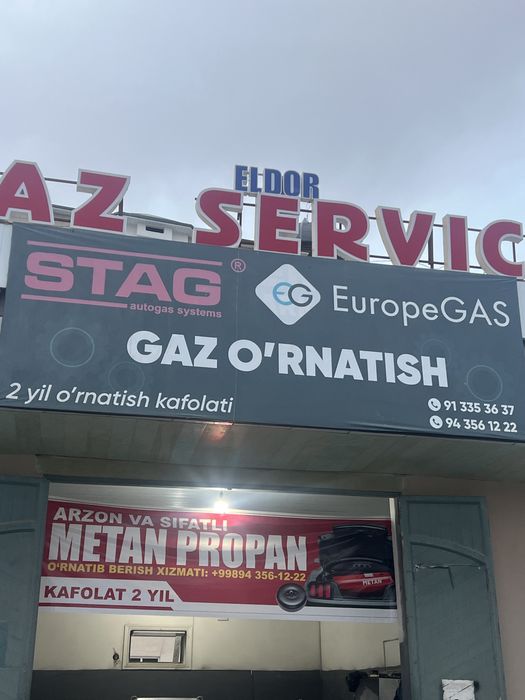 ELDOR
AZ SERVIC
STAG®
autogas systems
EG EuropeGAS
GAZ O'RNATISH
2 yil o'rnatish kafolati
91 335 36 37
94 356 12 22
ARZON VA SIFATLI
METAN PROPAN
O'RNATIB BERISH XIZMATI: +99894 356-12-22
METAN
KAFOLAT 2 YIL